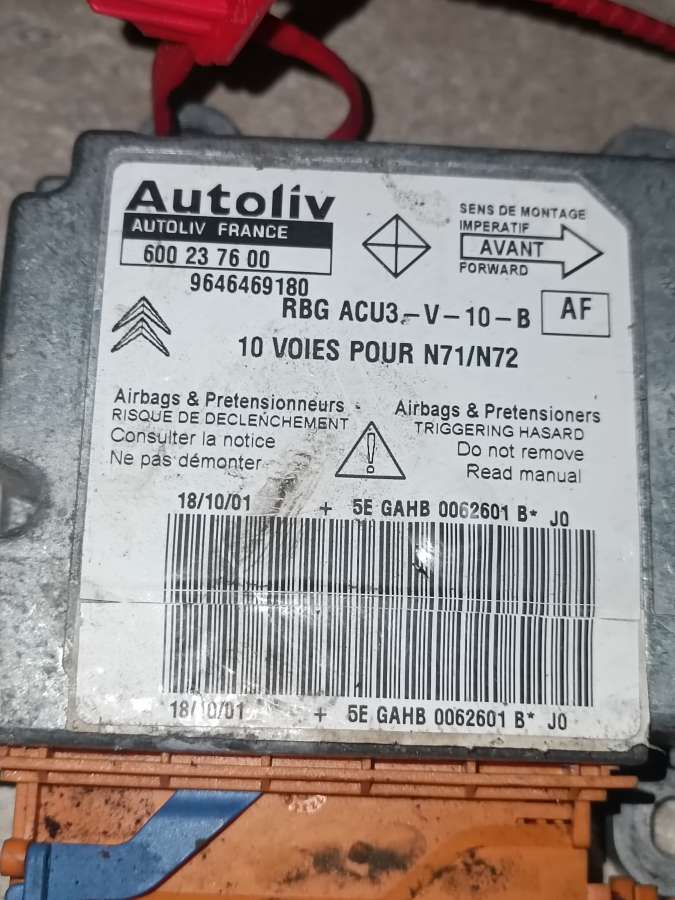 Autoliv
AUTOLIV FRANCE
600 23 76 00
9646469180
SENS DE MONTAGE
IMPERATIF
AVANT
FORWARD
RBG ACU3-V-10-B AF
10 VOIES POUR N71/N72
Airbags & Pretensionneurs
RISQUE DE DECLENCHEMENT
Consulter la notice
Ne pas démonter
Airbags & Pretensioners
TRIGGERING HASARD
Do not remove
Read manual
18/10/01 + 5E GAHB 0062601 B* J0
18/10/01 + 5E GAHB 0062601 B* J0